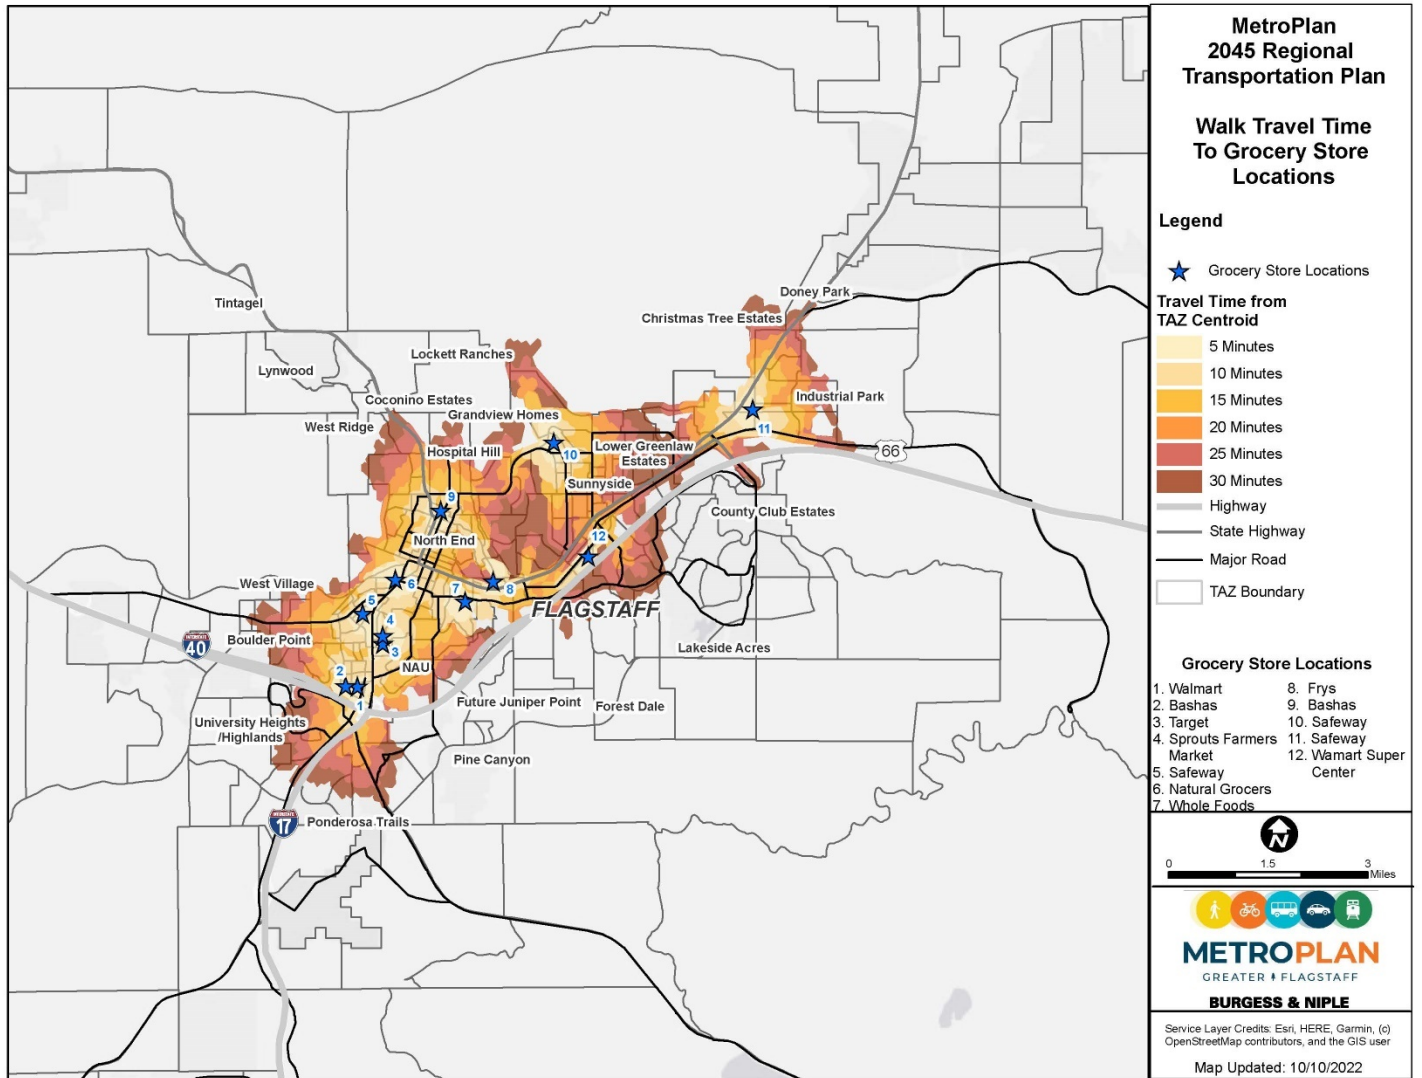 MetroPlan
2045 Regional
Transportation Plan
Walk Travel Time
To Grocery Store
Locations
Legend
Grocery Store Locations
Travel Time from
TAZ Centroid
5 Minutes
10 Minutes
15 Minutes
20 Minutes
25 Minutes
30 Minutes
Highway
State Highway
Major Road
TAZ Boundary
Grocery Store Locations
1. Walmart
2. Bashas
3. Target
4. Sprouts Farmers
Market
5. Safeway
6. Natural Grocers
7. Whole Foods
8. Frys
9. Bashas
10. Safeway
11. Safeway
12. Wamart Super
Center
N
0 1.5 3
Miles
METROPLAN
GREATER FLAGSTAFF
BURGESS & NIPLE
Service Layer Credits: Esri, HERE, Garmin, (c)
OpenStreetMap contributors, and the GIS user
Map Updated: 10/10/2022
Doney Park
Tintagel
Christmas Tree Estates
Lockett Ranches
Lynwood
Coconino Estates
Industrial Park
Grandview Homes
West Ridge
11
Hospital Hill
10
Lower Greenlaw
Estates
66
Sunnyside
9
County Club Estates
North End
12
West Village
6
7
8
5
FLAGSTAFF
4
Boulder Point
INTERSTATE
40
3
NAU
Lakeside Acres
2
1
Future Juniper Point
Forest Dale
University Heights
/Highlands
Pine Canyon
INTERSTATE
17
Ponderosa Trails